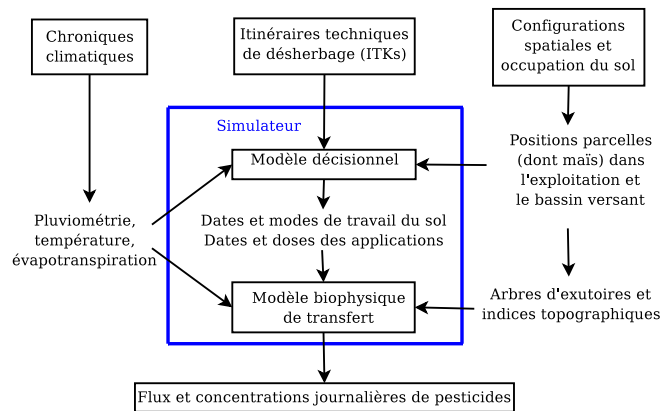 Chroniques
climatiques
Itinéraires techniques
de désherbage (ITKs)
Configurations
spatiales et
occupation du sol
Simulateur
Modèle décisionnel
Positions parcelles
(dont maïs) dans
l'exploitation et
le bassin versant
Pluviométrie,
température,
évapotranspiration
Dates et modes de travail du sol
Dates et doses des applications
Modèle biophysique
de transfert
Arbres d'exutoires et
indices topographiques
Flux et concentrations journalières de pesticides